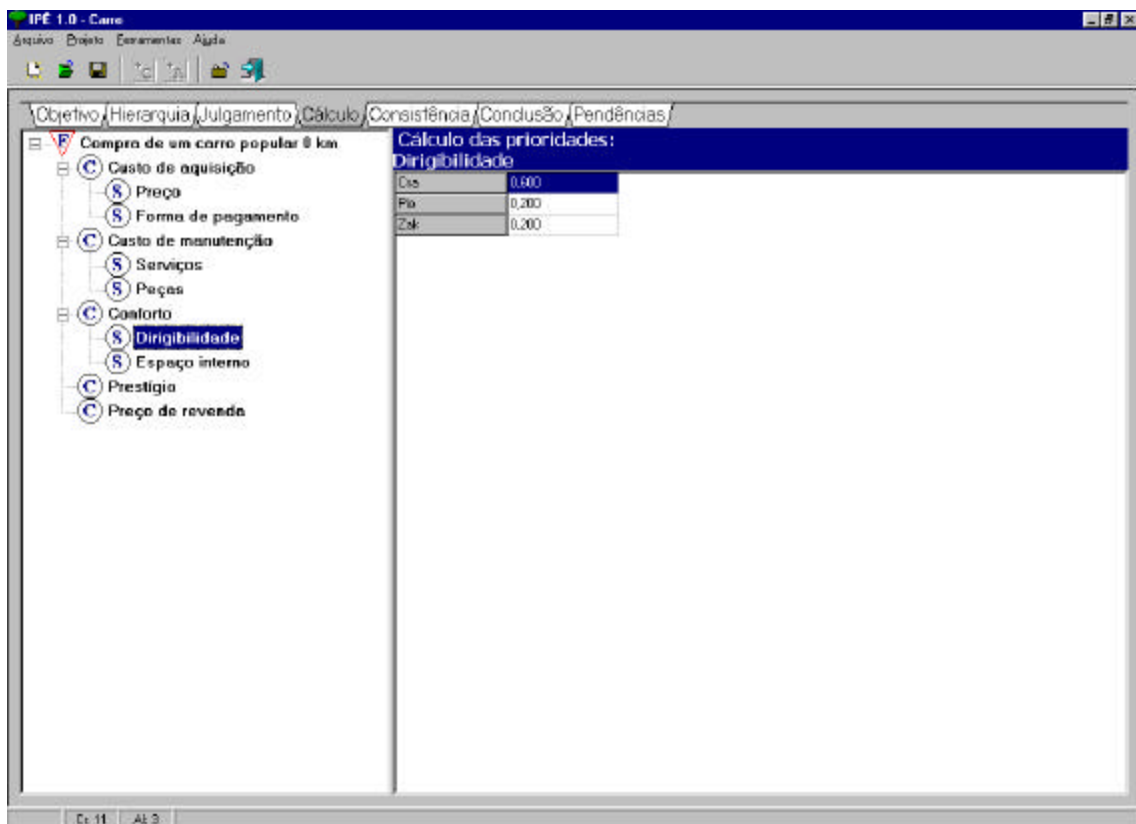 IPÊ 1.0 - Carro
Arquivo Projeto Ferramentas Ajuda
Objetivo Hierarquia Julgamento Cálculo Consistência Conclusão Pendências
F Compra de um carro popular 0 km
C Custo de aquisição
S Preço
S Forma de pagamento
C Custo de manutenção
S Serviços
S Peças
C Conforto
S Dirigibilidade
S Espaço interno
C Prestígio
C Preço de revenda
Cálculo das prioridades:
Dirigibilidade
0,600
0,200
Zak 0,200